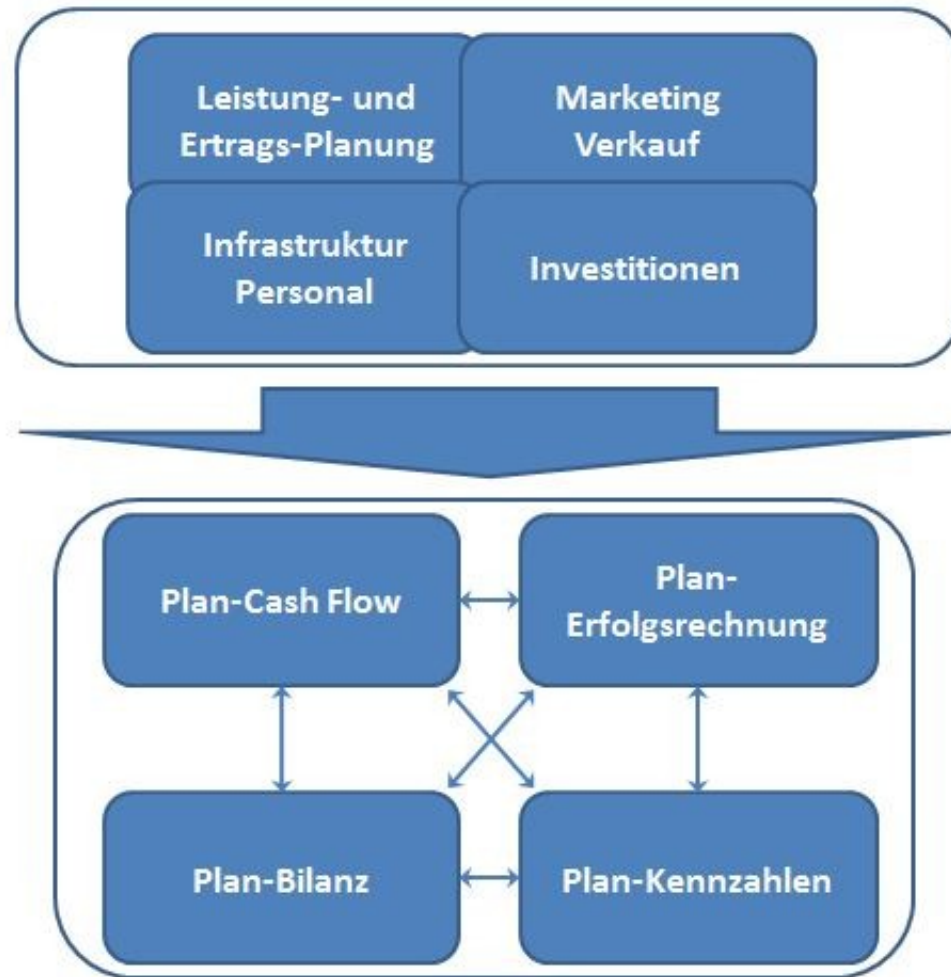 Leistung- und
Ertrags-Planung
Marketing
Verkauf
Infrastruktur
Personal
Investitionen
Plan-Cash Flow
Plan-
Erfolgsrechnung
Plan-Bilanz
Plan-Kennzahlen